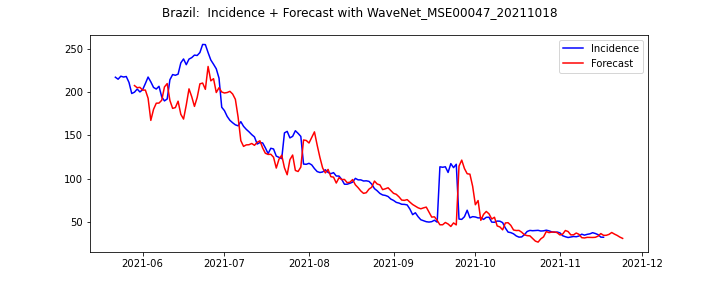 Brazil:  Incidence + Forecast with WaveNet_MSE00047_20211018
Incidence
Forecast
250
200
150
100
50
2021-06 2021-07 2021-08 2021-09 2021-10 2021-11 2021-12